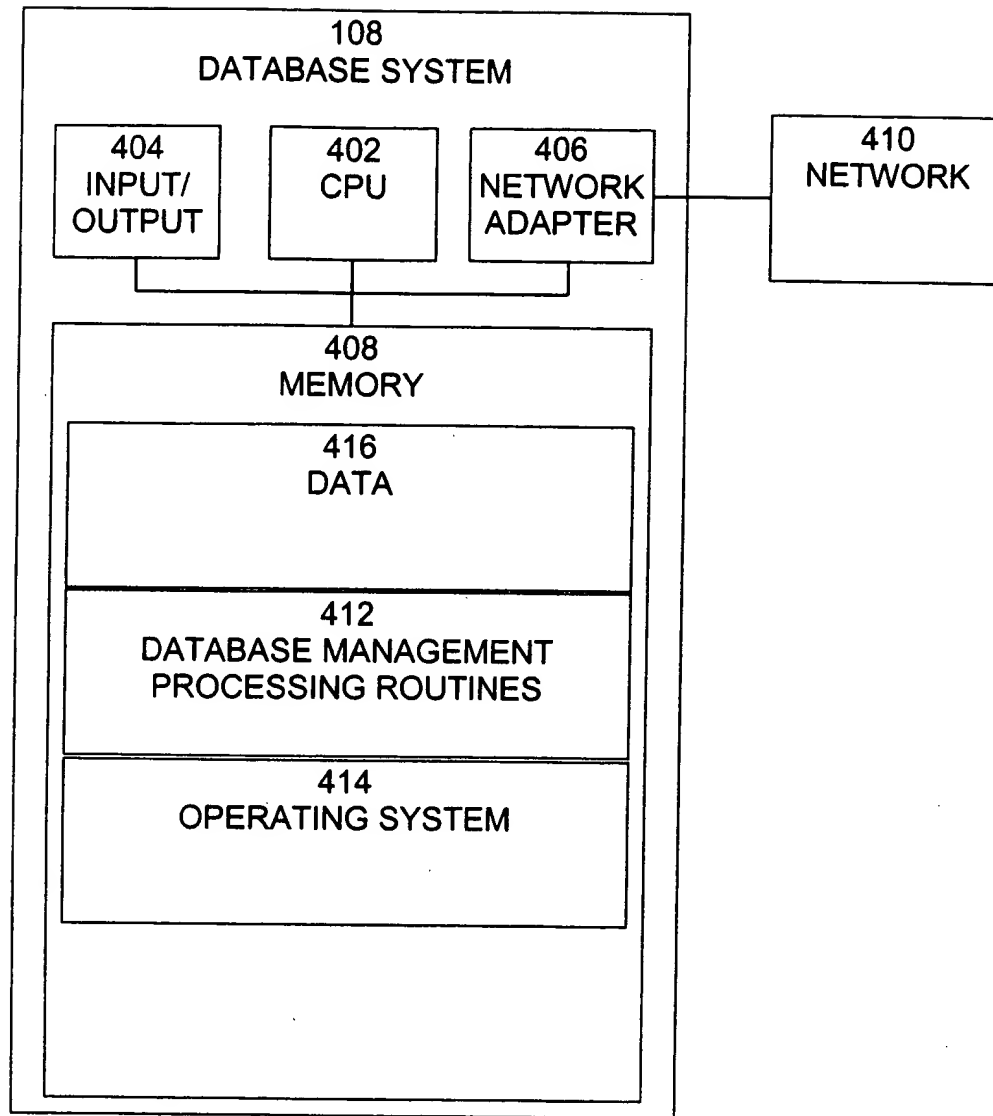 108
DATABASE SYSTEM
404
INPUT/
OUTPUT
402
CPU
406
NETWORK
ADAPTER
410
NETWORK
408
MEMORY
416
DATA
412
DATABASE MANAGEMENT
PROCESSING ROUTINES
414
OPERATING SYSTEM